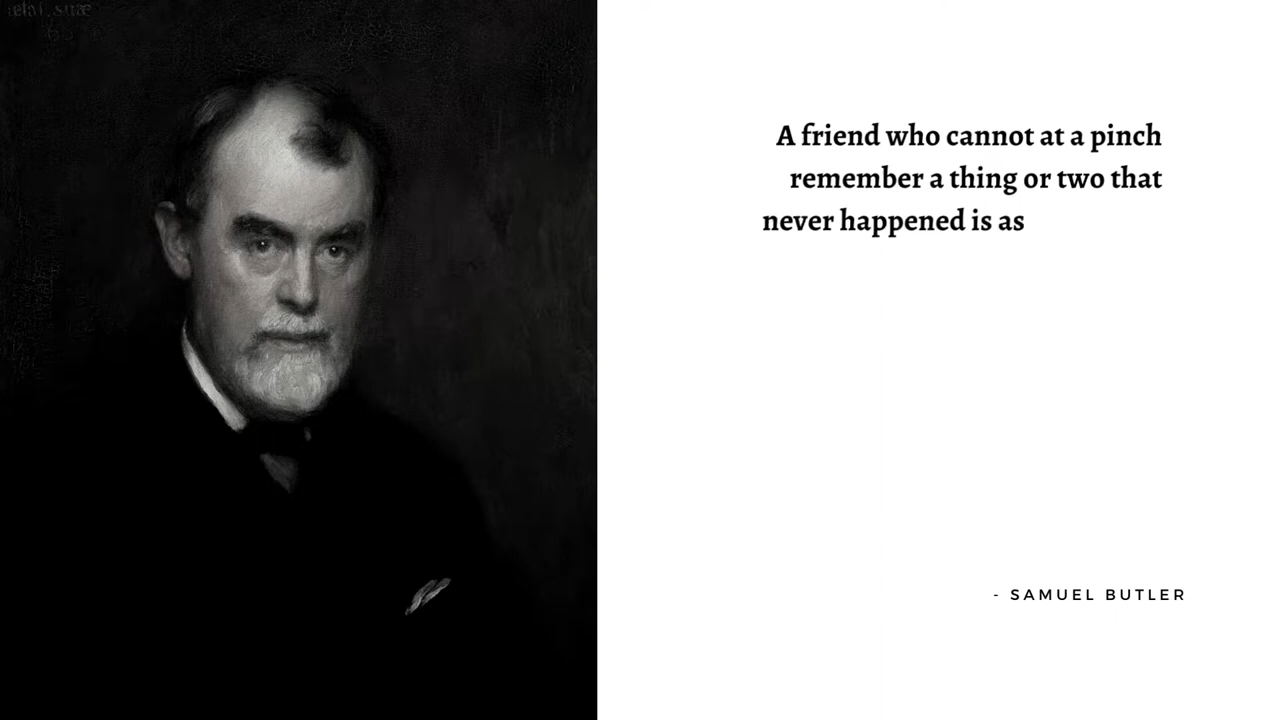 A friend who cannot at a pinch
remember a thing or two that
never happened is as
- SAMUEL BUTLER